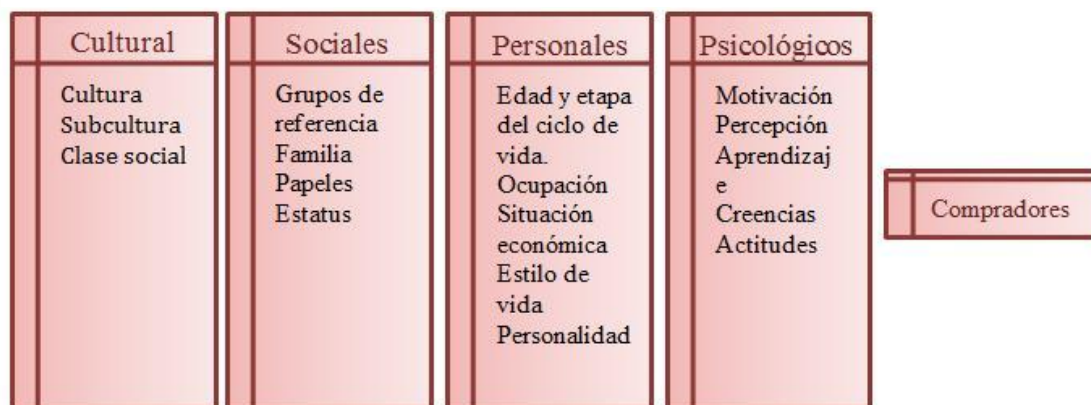 Cultural
Cultura
Subcultura
Clase social
Sociales
Grupos de
referencia
Familia
Papeles
Estatus
Personales
Edad y etapa
del ciclo de
vida.
Ocupación
Situación
económica
Estilo de
vida
Personalidad
Psicológicos
Motivación
Percepción
Aprendizaj
e
Creencias
Actitudes
Compradores